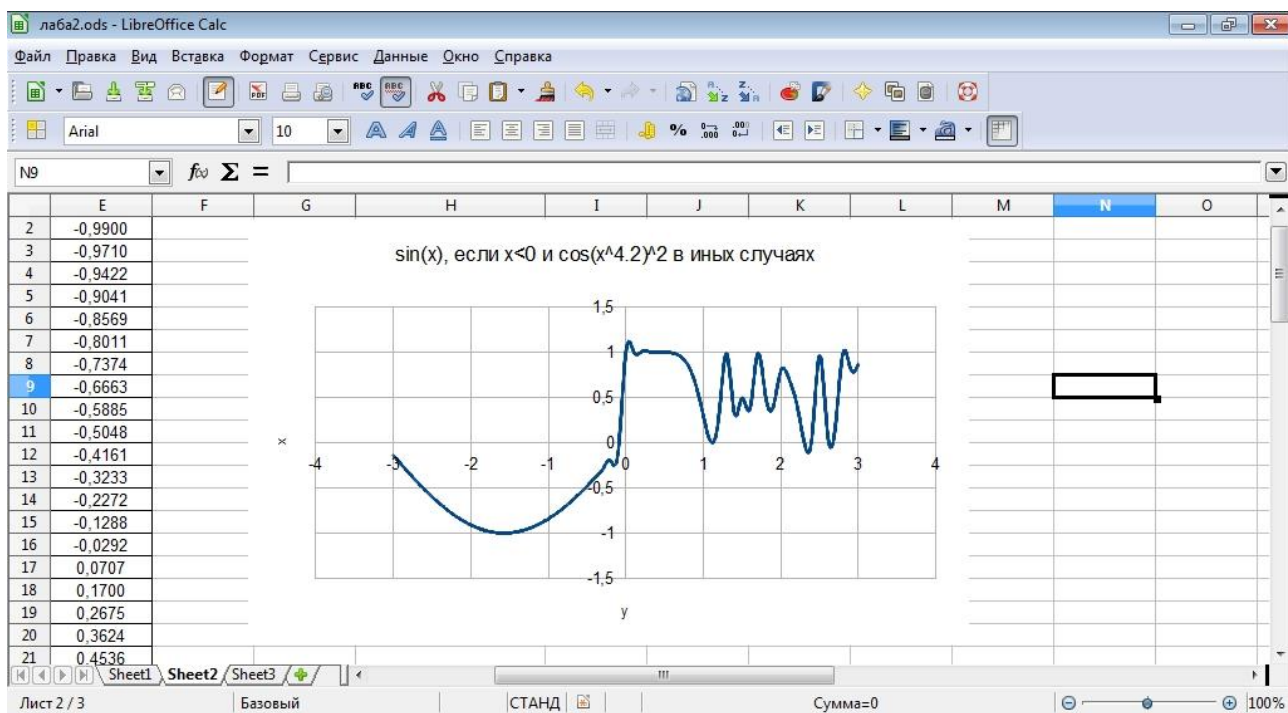 лаба2.ods - LibreOffice Calc
Файл Правка Вид Вставка Формат Сервис Данные Окно Справка
Arial 10
N9
E F G H I J K L M N O
2 -0,9900
3 -0,9710
4 -0,9422
5 -0,9041
6 -0,8569
7 -0,8011
8 -0,7374
9 -0,6663
10 -0,5885
11 -0,5048
12 -0,4161
13 -0,3233
14 -0,2272
15 -0,1288
16 -0,0292
17 0,0707
18 0,1700
19 0,2675
20 0,3624
21 0,4536
sin(x), если x<0 и cos(x^4.2)^2 в иных случаях
1,5
1
0,5
0
-0,5
-1
-1,5
-4 -3 -2 -1 0 1 2 3 4
x
y
Sheet1 Sheet2 Sheet3
Лист 2 / 3 Базовый СТАНД Сумма=0 100%